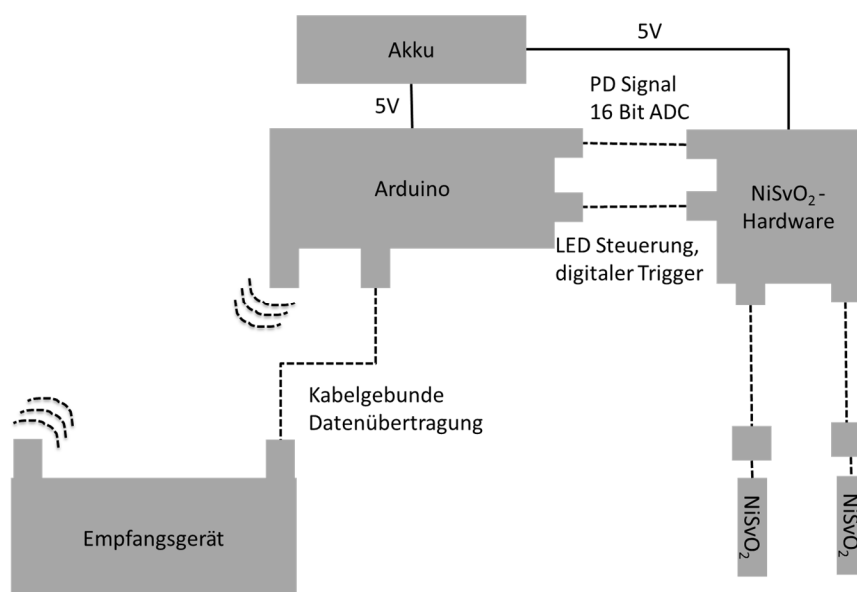 Akku
5V
5V
PD Signal
16 Bit ADC
Arduino
NiSvO₂-
Hardware
LED Steuerung,
digitaler Trigger
Kabelgebunde
Datenübertragung
Empfangsgerät
NiSvO₂
NiSvO₂